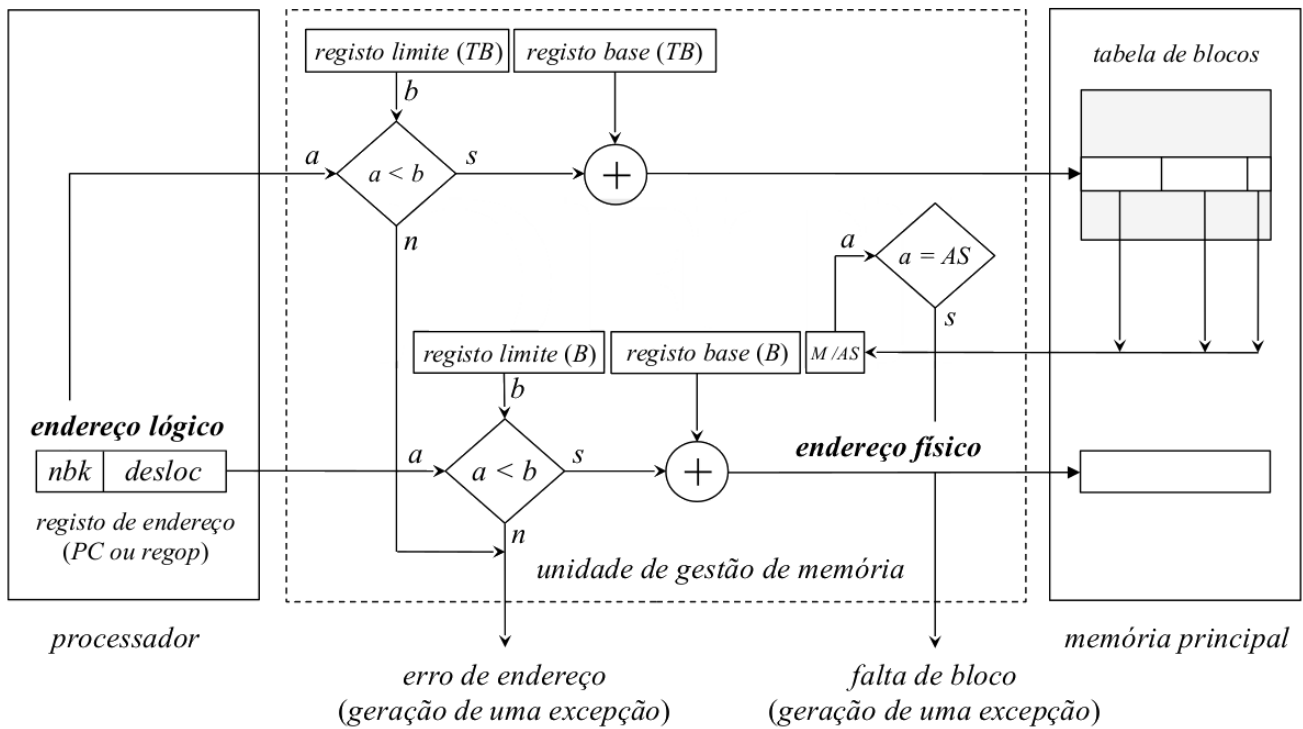 registo limite (TB)
registo base (TB)
tabela de blocos
b
a
a < b
s
+
n
a
a = AS
s
registo limite (B)
registo base (B)
M /AS
b
endereço lógico
nbk
desloc
a
a < b
s
+
endereço físico
n
registo de endereço
(PC ou regop)
unidade de gestão de memória
processador
memória principal
erro de endereço
(geração de uma excepção)
falta de bloco
(geração de uma excepção)